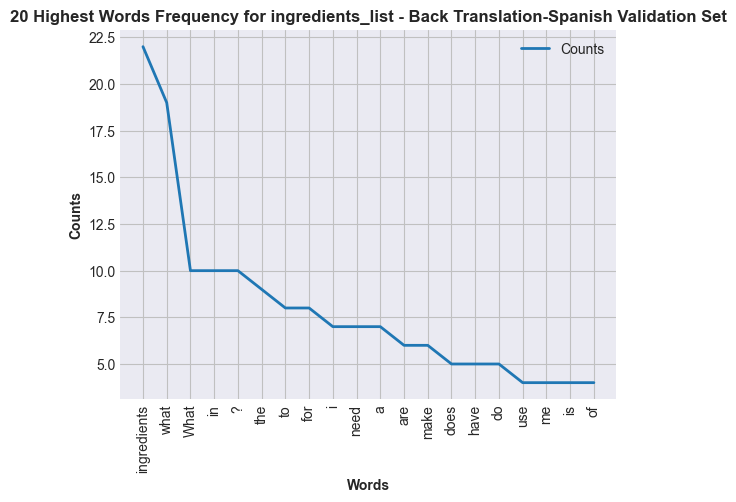 20 Highest Words Frequency for ingredients_list - Back Translation-Spanish Validation Set
Counts
22.5
20.0
17.5
15.0
12.5
10.0
7.5
5.0
Counts
ingredients
what
What
in
?
the
to
for
i
need
a
are
make
does
have
do
use
me
is
of
Words